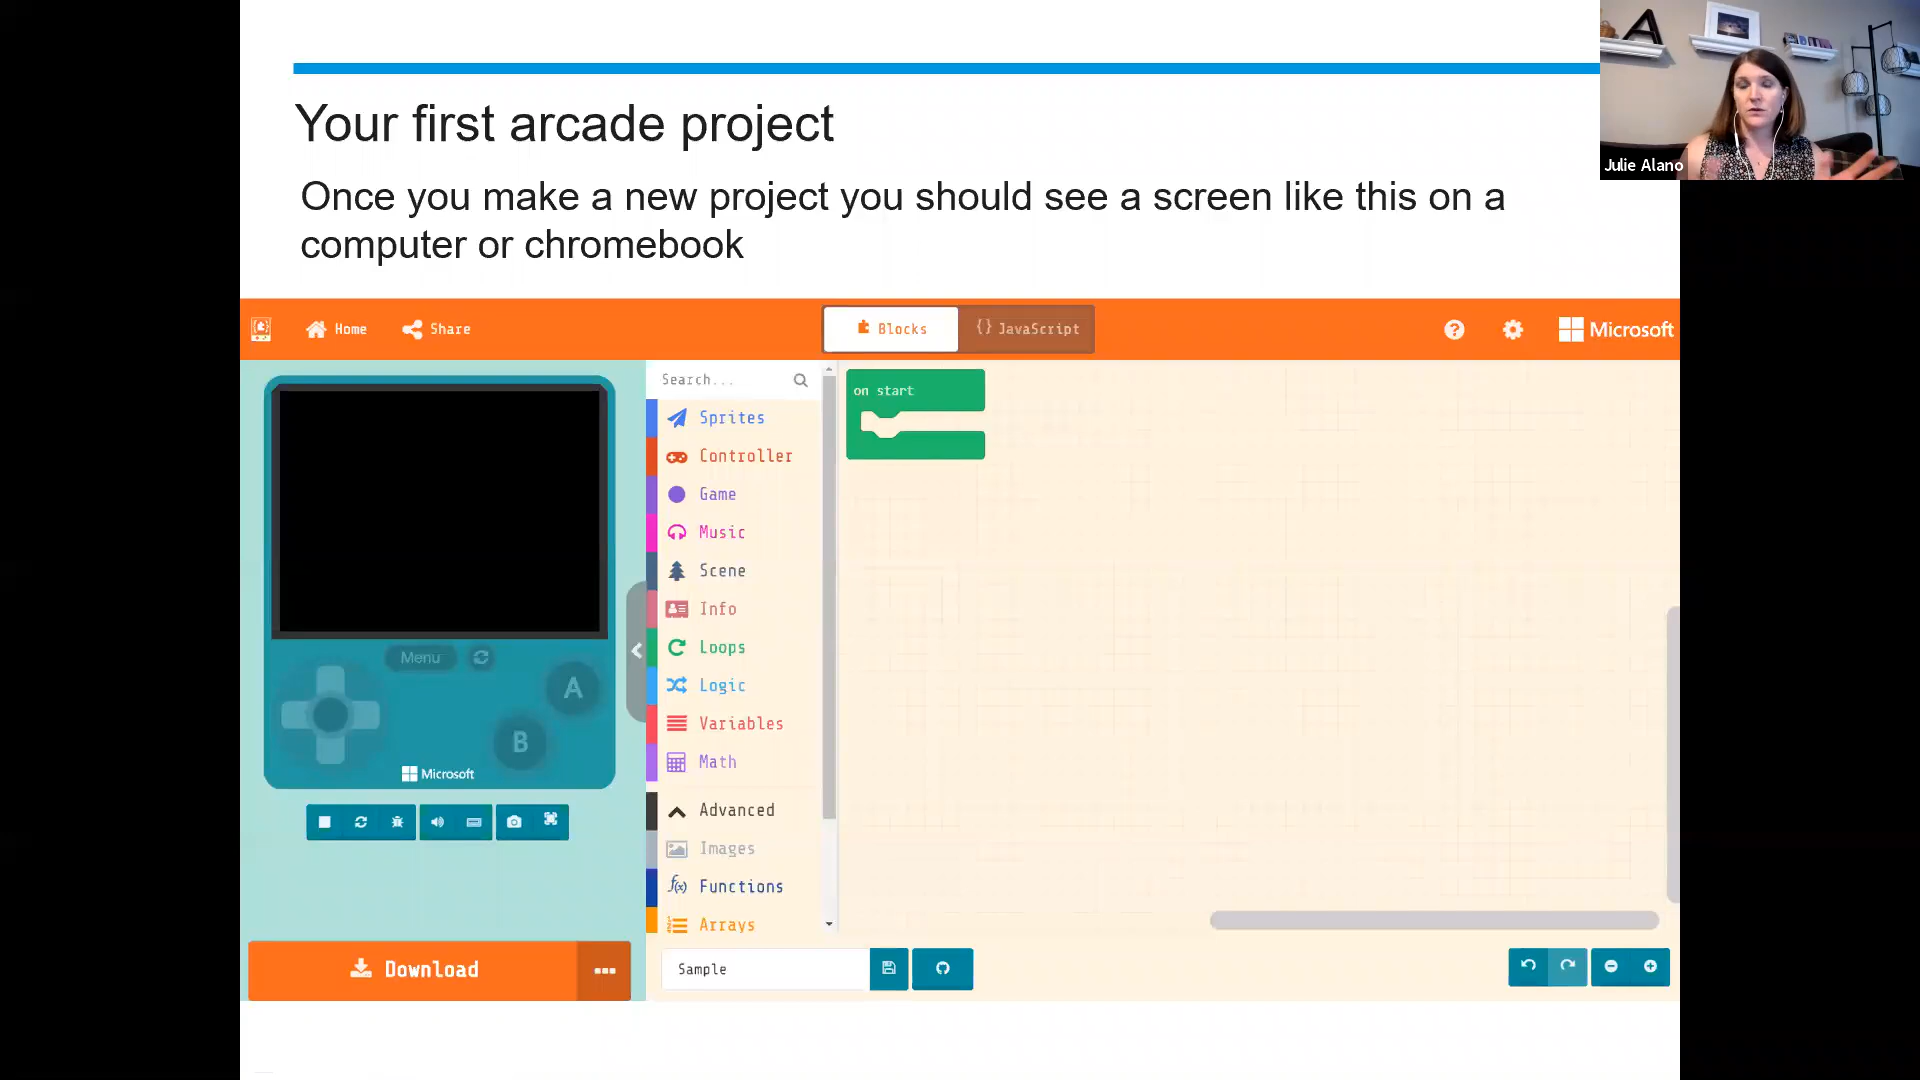 Your first arcade project
Julie Alano
Once you make a new project you should see a screen like this on a
computer or chromebook
Home
Share
Blocks
{} JavaScript
?
Microsoft
Search...
on start
Sprites
Controller
Game
Music
Scene
Info
Loops
Logic
Variables
Math
Advanced
Images
f(x) Functions
Arrays
Menu
A
B
Microsoft
Download
...
Sample